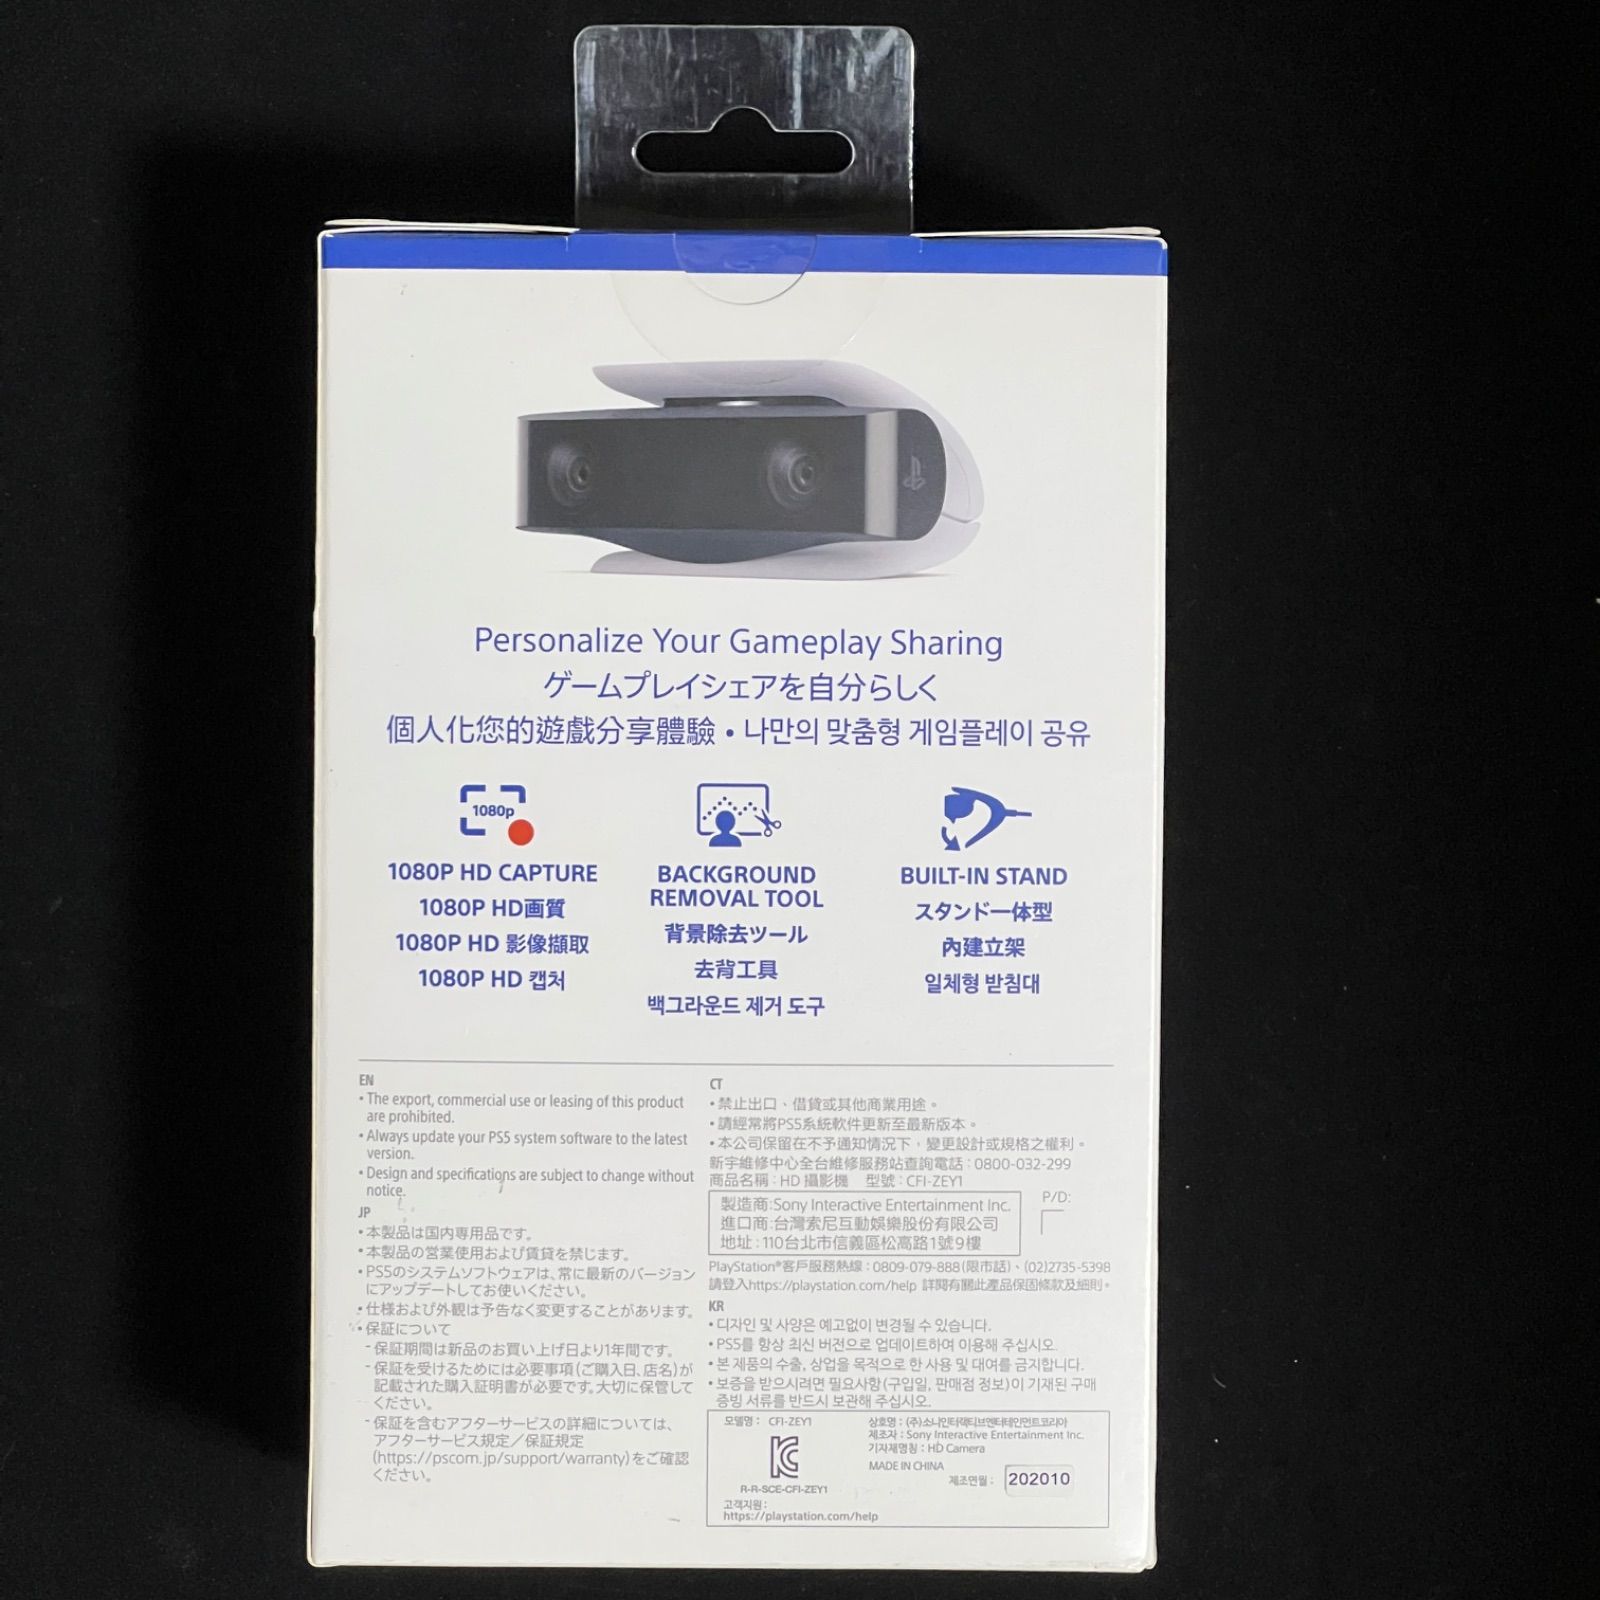 Personalize Your Gameplay Sharing
ゲームプレイシェアを自分らしく
個人化您的遊戲分享體驗・나만의 맞춤형 게임플레이 공유
1080p
1080P HD CAPTURE
1080P HD画質
1080P HD 影像擷取
1080P HD 캡처
BACKGROUND
REMOVAL TOOL
背景除去ツール
去背工具
백그라운드 제거 도구
BUILT-IN STAND
スタンド一体型
內建立架
일체형 받침대
EN
• The export, commercial use or leasing of this product
are prohibited.
• Always update your PS5 system software to the latest
version.
• Design and specifications are subject to change without
notice.
JP
• 本製品は国内専用品です。
• 本製品の営業使用および賃貸を禁じます。
• PS5のシステムソフトウェアは、常に最新のバージョン
にアップデートしてお使いください。
• 仕様および外観は予告なく変更することがあります。
• 保証について
- 保証期間は新品のお買い上げ日より1年間です。
- 保証を受けるためには必要事項(ご購入日、店名)が
記載された購入証明書が必要です。大切に保管して
ください。
- 保証を含むアフターサービスの詳細については、
アフターサービス規定／保証規定
(https://pscom.jp/support/warranty)をご確認
ください。
CT
• 禁止出口、借貸或其他商業用途。
• 請經常將PS5系統軟件更新至最新版本。
• 本公司保留在不予通知情況下，變更設計或規格之權利。
新宇維修中心全台維修服務站查詢電話：0800-032-299
商品名稱：HD 攝影機 型號：CFI-ZEY1
製造商：Sony Interactive Entertainment Inc.
進口商：台灣索尼互動娛樂股份有限公司
地址：110台北市信義區松高路1號9樓
P/D:
PlayStation®客戶服務熱線：0809-079-888(限市話)、(02)2735-5398
請登入https://playstation.com/help 詳閱有關此產品保固條款及細則。
KR
• 디자인 및 사양은 예고없이 변경될 수 있습니다.
• PS5를 항상 최신 버전으로 업데이트하여 이용해 주십시오.
• 본 제품의 수출, 상업을 목적으로 한 사용 및 대여를 금지합니다.
• 보증을 받으시려면 필요사항(구입일, 판매점 정보)이 기재된 구매
증빙 서류를 반드시 보관해 주십시오.
모델명： CFI-ZEY1
R-R-SCE-CFI-ZEY1
고객지원：
https://playstation.com/help
상호명：(주)소니인터랙티브엔터테인먼트코리아
제조자：Sony Interactive Entertainment Inc.
기자재명칭：HD Camera
MADE IN CHINA
제조연월： 202010